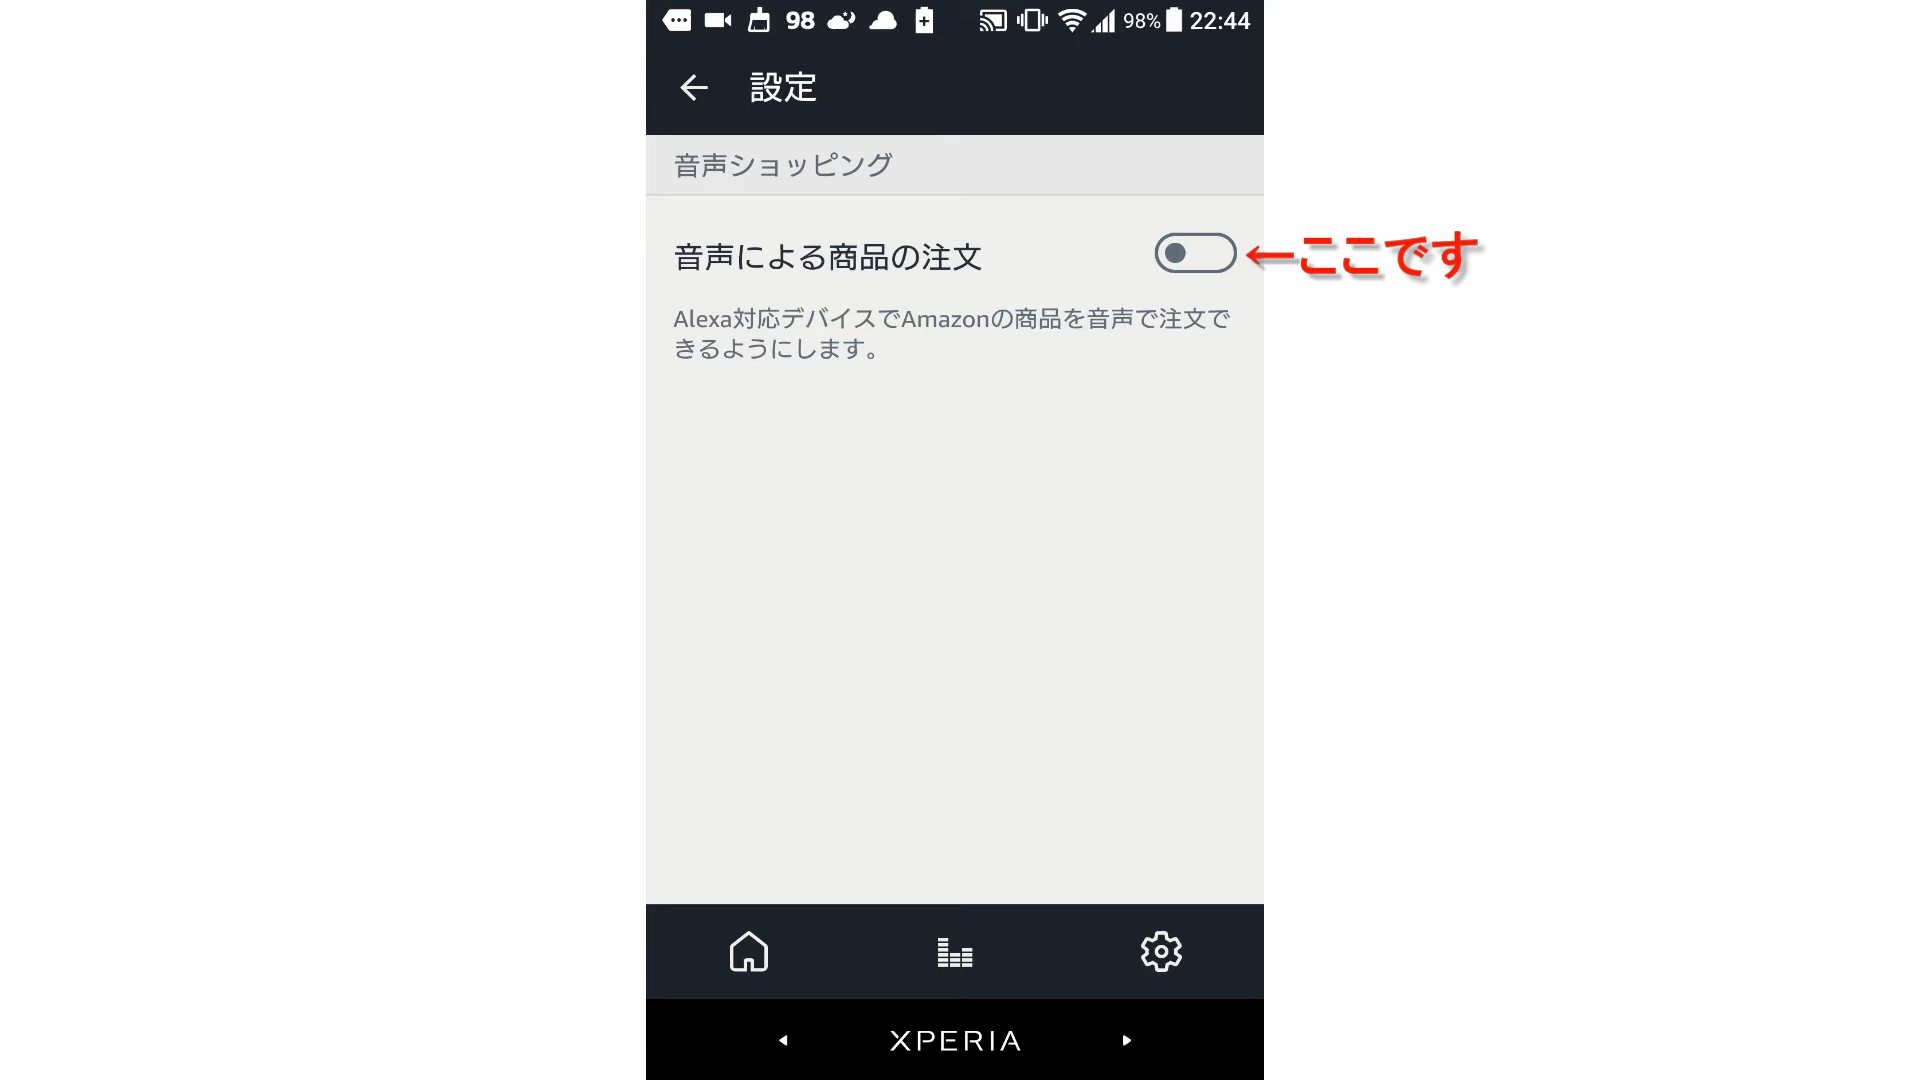 98 98% 22:44
設定
音声ショッピング
音声による商品の注文
←ここです
Alexa対応デバイスでAmazonの商品を音声で注文で
きるようにします。
XPERIA